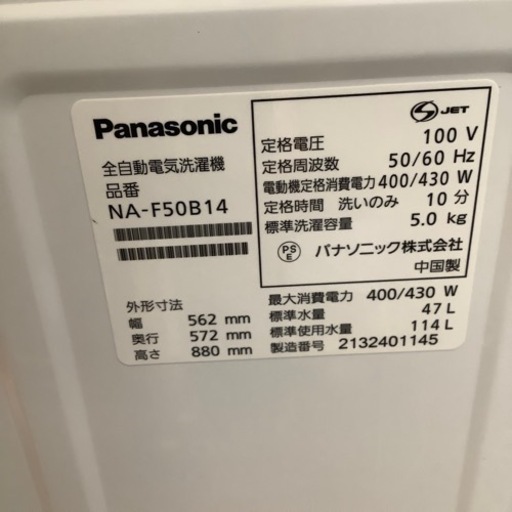 Panasonic
全自動電気洗濯機
品番
NA-F50B14
外形寸法
幅 562 mm
奥行 572 mm
高さ 880 mm
S JET
定格電圧 100 V
定格周波数 50/60 Hz
電動機定格消費電力 400/430 W
定格時間 洗いのみ 10 分
標準洗濯容量 5.0 kg
PS E パナソニック株式会社
中国製
最大消費電力 400/430 W
標準水量 47 L
標準使用水量 114 L
製造番号 2132401145